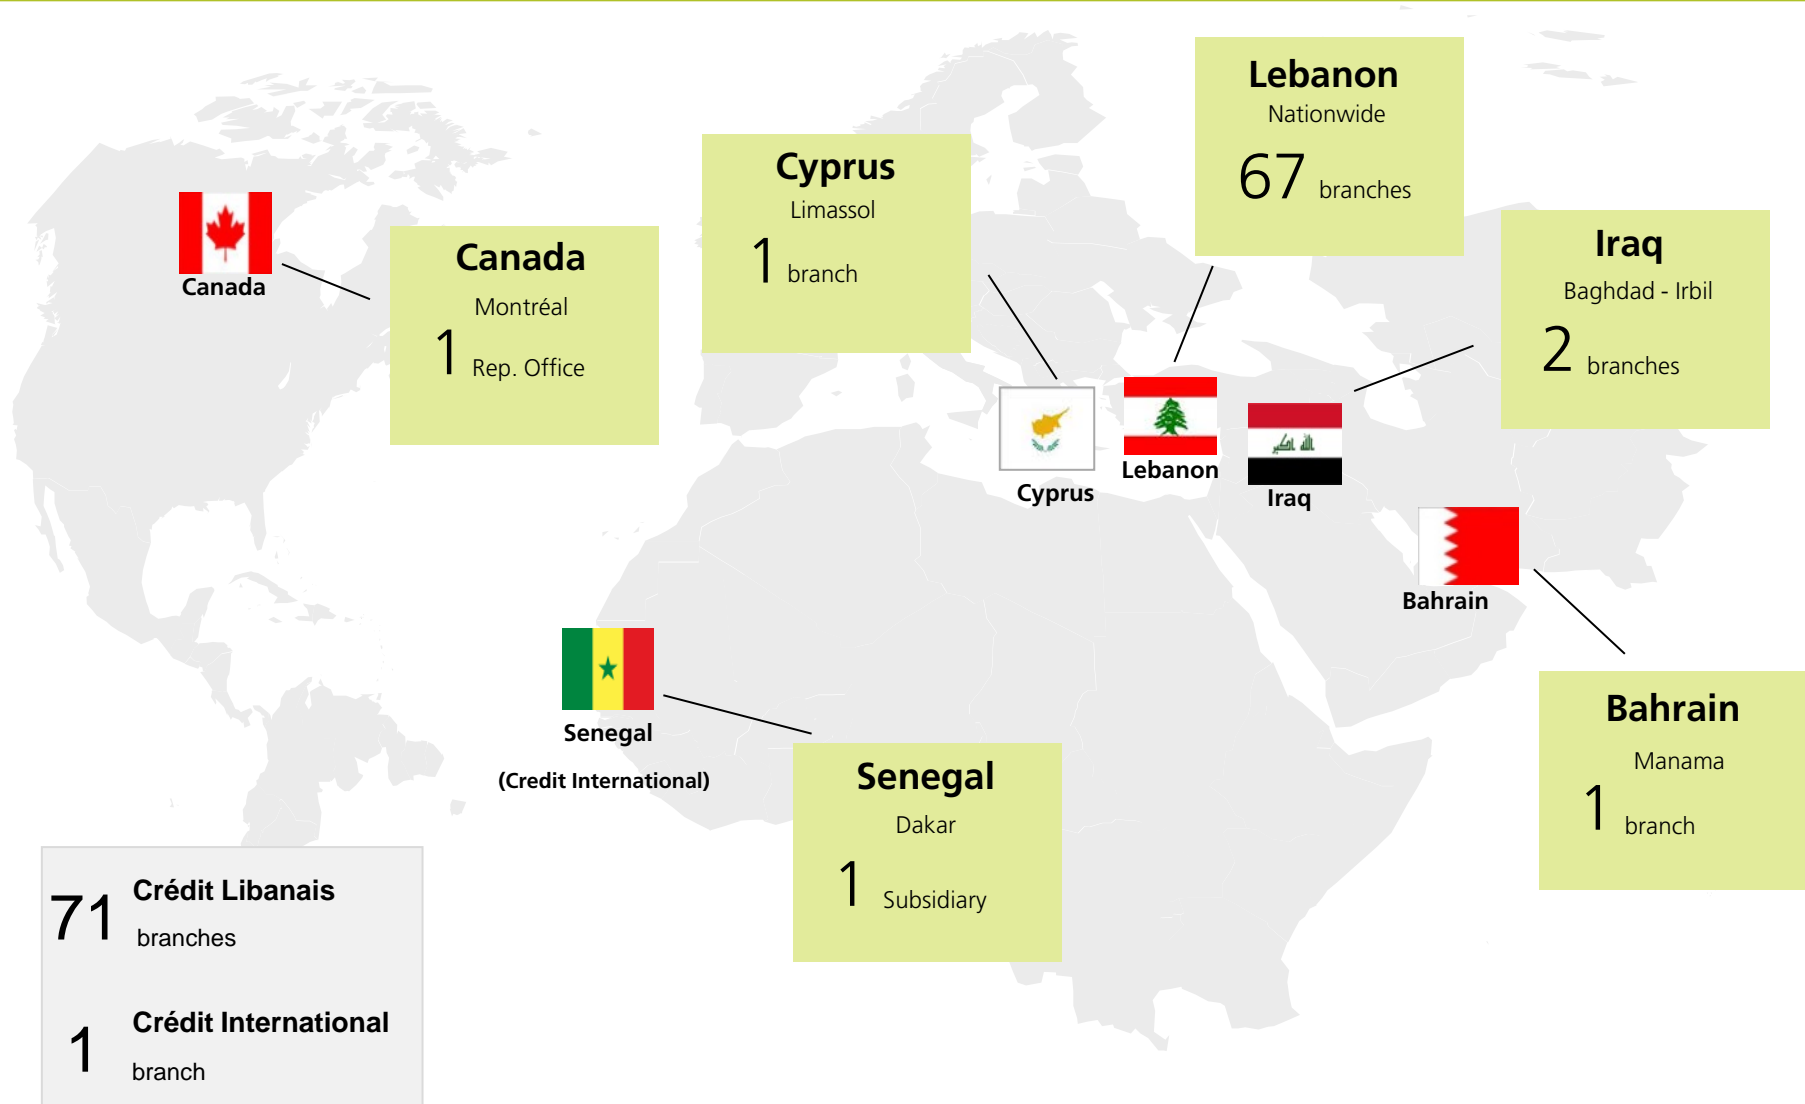 Lebanon
Nationwide
67 branches
Cyprus
Limassol
1 branch
Iraq
Baghdad - Irbil
2 branches
Canada
Canada
Montréal
1 Rep. Office
Cyprus
Lebanon
الله اكبر
Iraq
Bahrain
Senegal
(Credit International)
Senegal
Dakar
1 Subsidiary
Bahrain
Manama
1 branch
71 Crédit Libanais
branches
1 Crédit International
branch